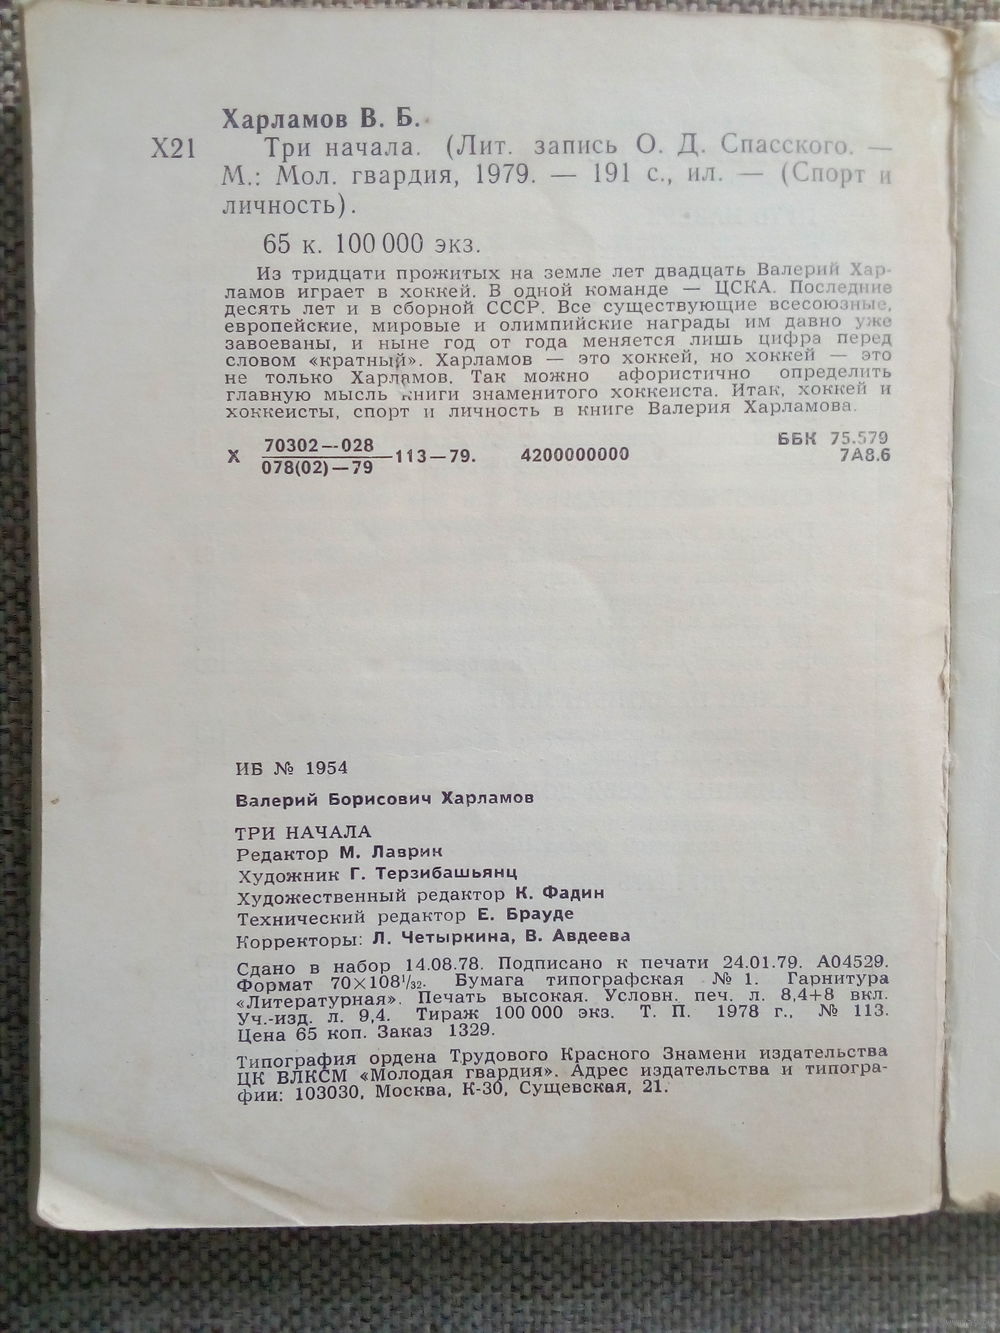 Харламов В. Б.
Х21 Три начала. (Лит. запись О. Д. Спасского. —
М.: Мол. гвардия, 1979. — 191 с., ил. — (Спорт и
личность).
65 к. 100 000 экз.
Из тридцати прожитых на земле лет двадцать Валерий Хар-
ламов играет в хоккей. В одной команде — ЦСКА. Последние
десять лет и в сборной СССР. Все существующие всесоюзные,
европейские, мировые и олимпийские награды им давно уже
завоеваны, и ныне год от года меняется лишь цифра перед
словом «кратный». Харламов — это хоккей, но хоккей — это
не только Харламов. Так можно афористично определить
главную мысль книги знаменитого хоккеиста. Итак, хоккей и
хоккеисты, спорт и личность в книге Валерия Харламова.
Х 70302—028
078(02)—79 —113—79. 4200000000
ББК 75.579
7А8.6
ИБ № 1954
Валерий Борисович Харламов
ТРИ НАЧАЛА
Редактор М. Лаврик
Художник Г. Терзибашьянц
Художественный редактор К. Фадин
Технический редактор Е. Брауде
Корректоры: Л. Четыркина, В. Авдеева
Сдано в набор 14.08.78. Подписано к печати 24.01.79. А04529.
Формат 70×108¹/₃₂. Бумага типографская № 1. Гарнитура
«Литературная». Печать высокая. Условн. печ. л. 8,4+8 вкл.
Уч.-изд. л. 9,4. Тираж 100 000 экз. Т. П. 1978 г., № 113.
Цена 65 коп. Заказ 1329.
Типография ордена Трудового Красного Знамени издательства
ЦК ВЛКСМ «Молодая гвардия». Адрес издательства и типогра-
фии: 103030, Москва, К-30, Сущевская, 21.